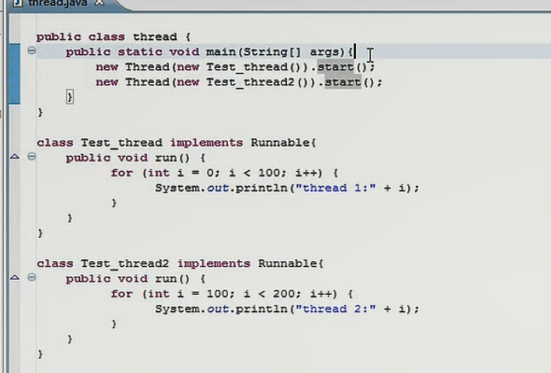 thread.java
public class thread {
public static void main(String[] args){
new Thread(new Test_thread()).start();
new Thread(new Test_thread2()).start();
}
}
class Test_thread implements Runnable{
public void run() {
for (int i = 0; i < 100; i++) {
System.out.println("thread 1:" + i);
}
}
}
class Test_thread2 implements Runnable{
public void run() {
for (int i = 100; i < 200; i++) {
System.out.println("thread 2:" + i);
}
}
}